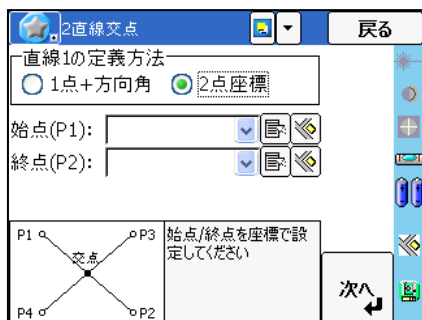 2直線交点
戻る
直線1の定義方法
1点+方向角 2点座標
始点(P1):
終点(P2):
P1 P3
交点
P4 P2
始点/終点を座標で設
定してください
次へ